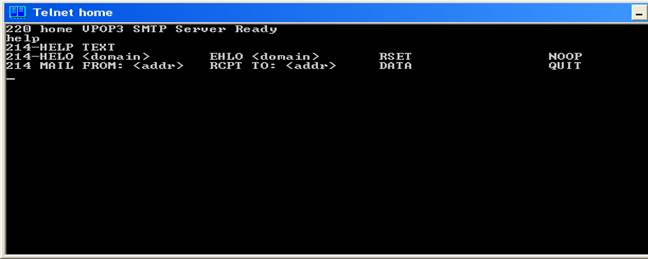 Telnet home
220 home VPOP3 SMTP Server Ready
help
214-HELP TEXT
214-HELO <domain> EHLO <domain> RSET NOOP
214 MAIL FROM: <addr> RCPT TO: <addr> DATA QUIT